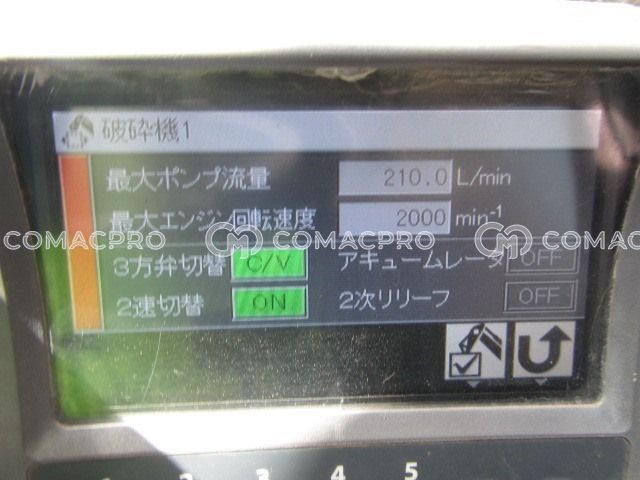 破砕機1
最大ポンプ流量 210.0 L/min
最大エンジン回転速度 2000 min-1
COMACPRO COMACPRO COMACPRO
3方弁切替 C/V アキュームレータ OFF
2速切替 ON 2次リリーフ OFF
1 2 3 4 5